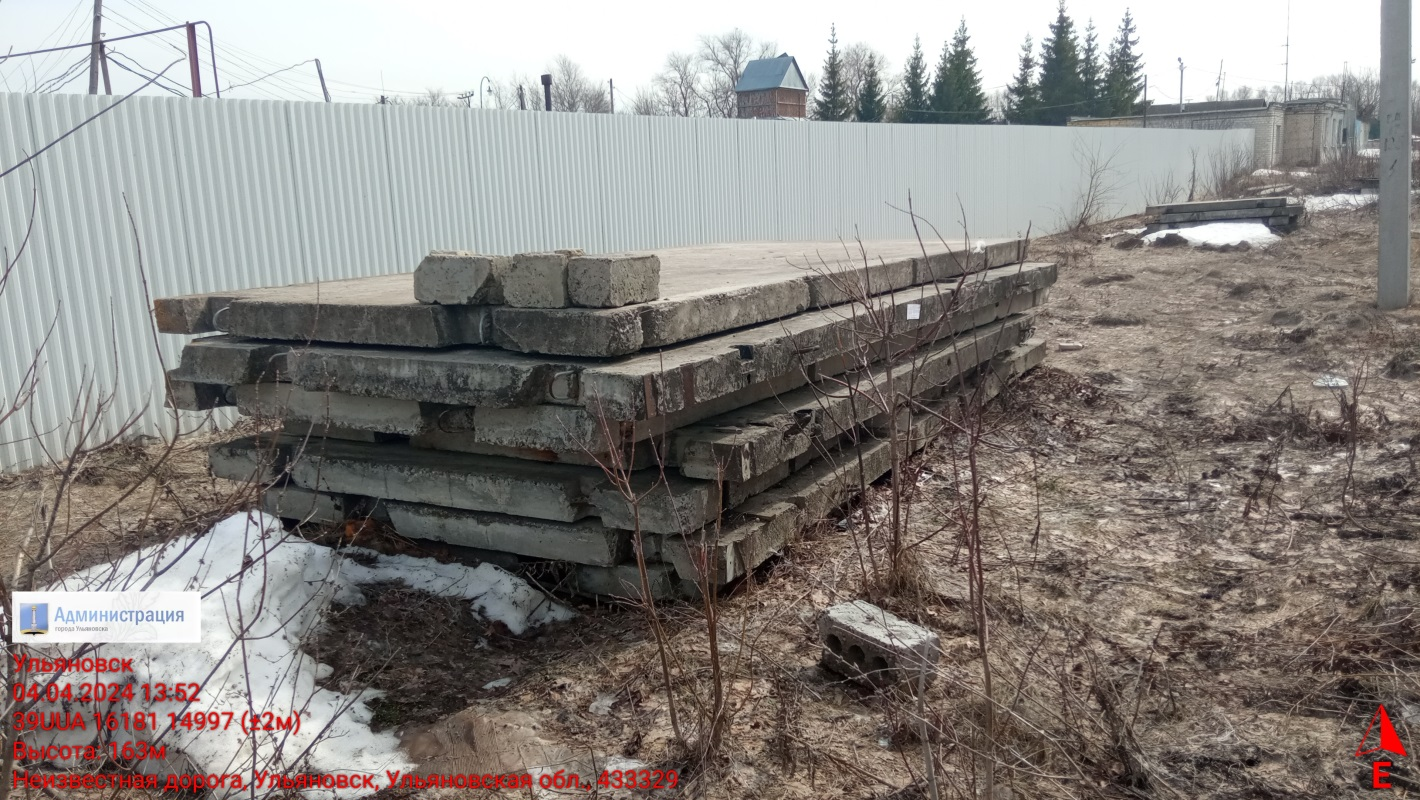 Администрация
города Ульяновска
Ульяновск
04.04.2024 13:52
39UUA 16181 14997 (±2м)
Высота: 163м
Неизвестная дорога, Ульяновск, Ульяновская обл., 433329
E